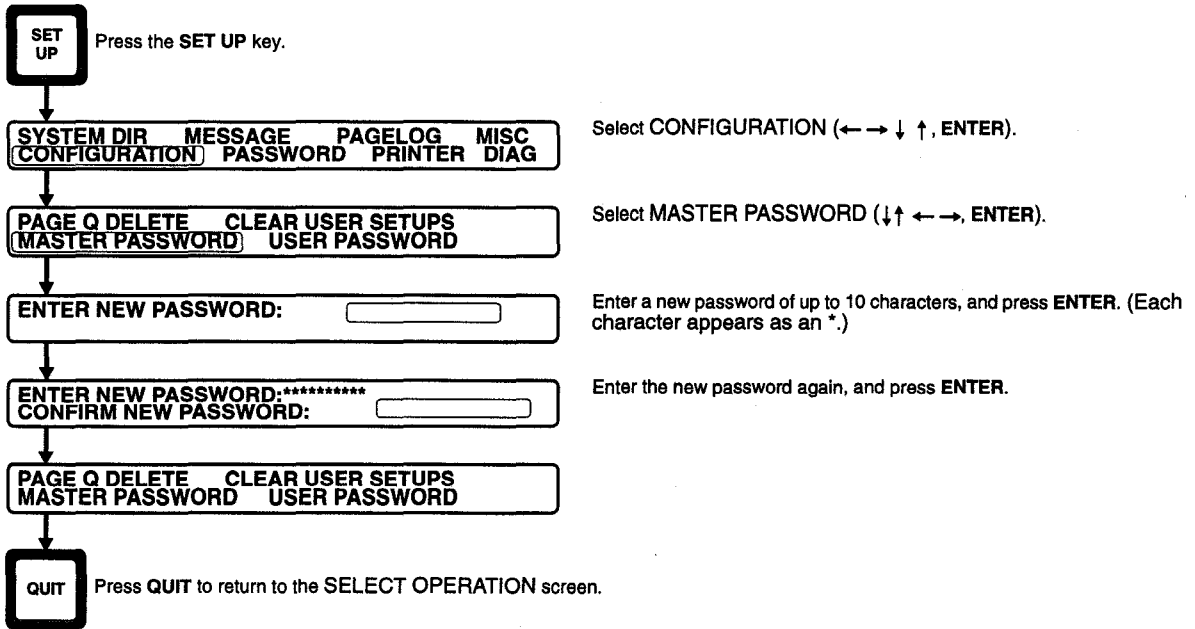 SET
UP
Press the SET UP key.
SYSTEM DIR MESSAGE PAGELOG MISC
CONFIGURATION PASSWORD PRINTER DIAG
Select CONFIGURATION (← → ↓ ↑, ENTER).
PAGE Q DELETE CLEAR USER SETUPS
MASTER PASSWORD USER PASSWORD
Select MASTER PASSWORD (↓↑ ← →, ENTER).
ENTER NEW PASSWORD:
Enter a new password of up to 10 characters, and press ENTER. (Each
character appears as an *.)
ENTER NEW PASSWORD:**********
CONFIRM NEW PASSWORD:
Enter the new password again, and press ENTER.
PAGE Q DELETE CLEAR USER SETUPS
MASTER PASSWORD USER PASSWORD
QUIT
Press QUIT to return to the SELECT OPERATION screen.